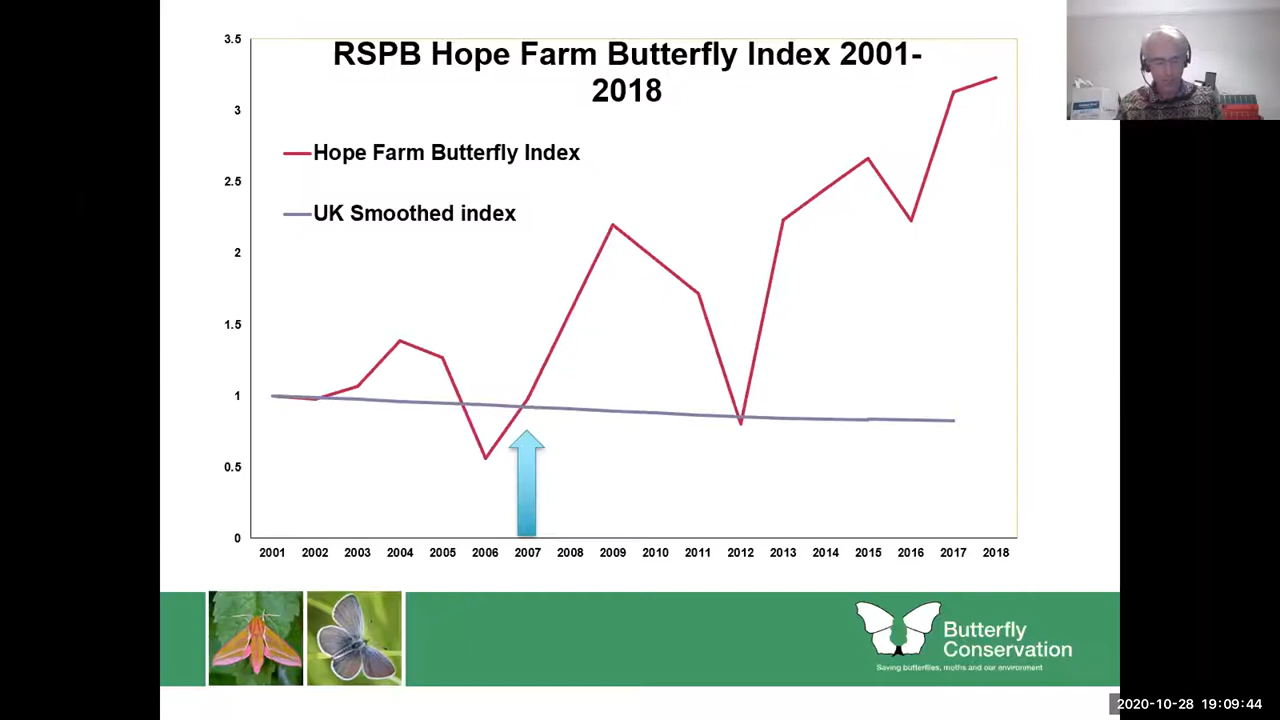 RSPB Hope Farm Butterfly Index 2001-
2018
Hope Farm Butterfly Index
UK Smoothed index
3.5
3
2.5
2
1.5
1
0.5
0
2001 2002 2003 2004 2005 2006 2007 2008 2009 2010 2011 2012 2013 2014 2015 2016 2017 2018
Butterfly
Conservation
Saving butterflies, moths and our environment
2020-10-28 19:09:44